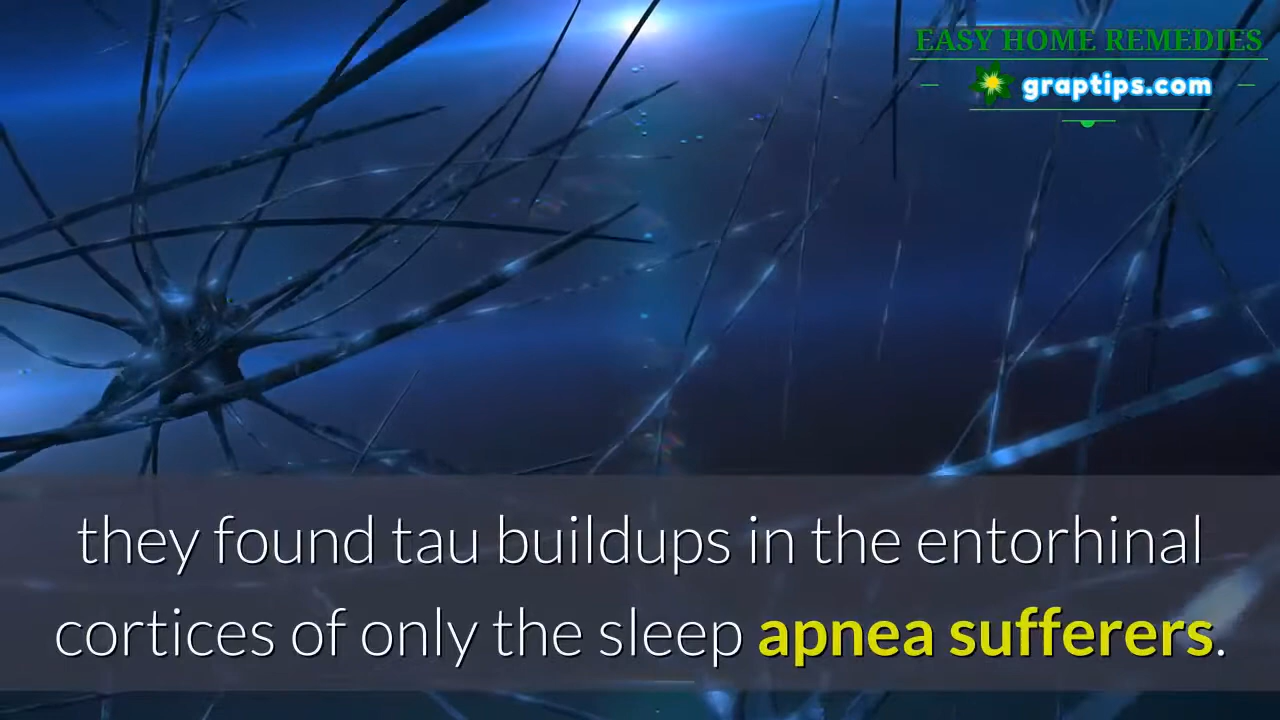 EASY HOME REMEDIES
graptips.com
they found tau buildups in the entorhinal
cortices of only the sleep apnea sufferers.